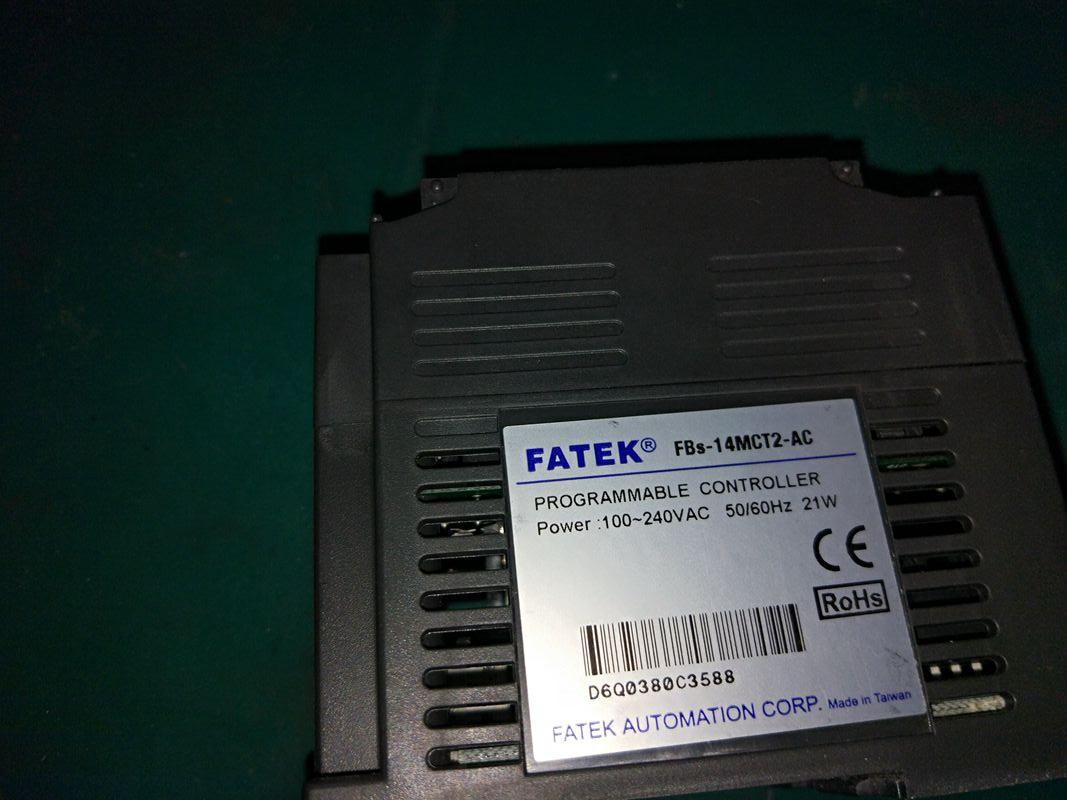 FATEK® FBs-14MCT2-AC
PROGRAMMABLE CONTROLLER
Power :100~240VAC 50/60Hz 21W
CE
RoHs
D6Q0380C3588
FATEK AUTOMATION CORP. Made in Taiwan